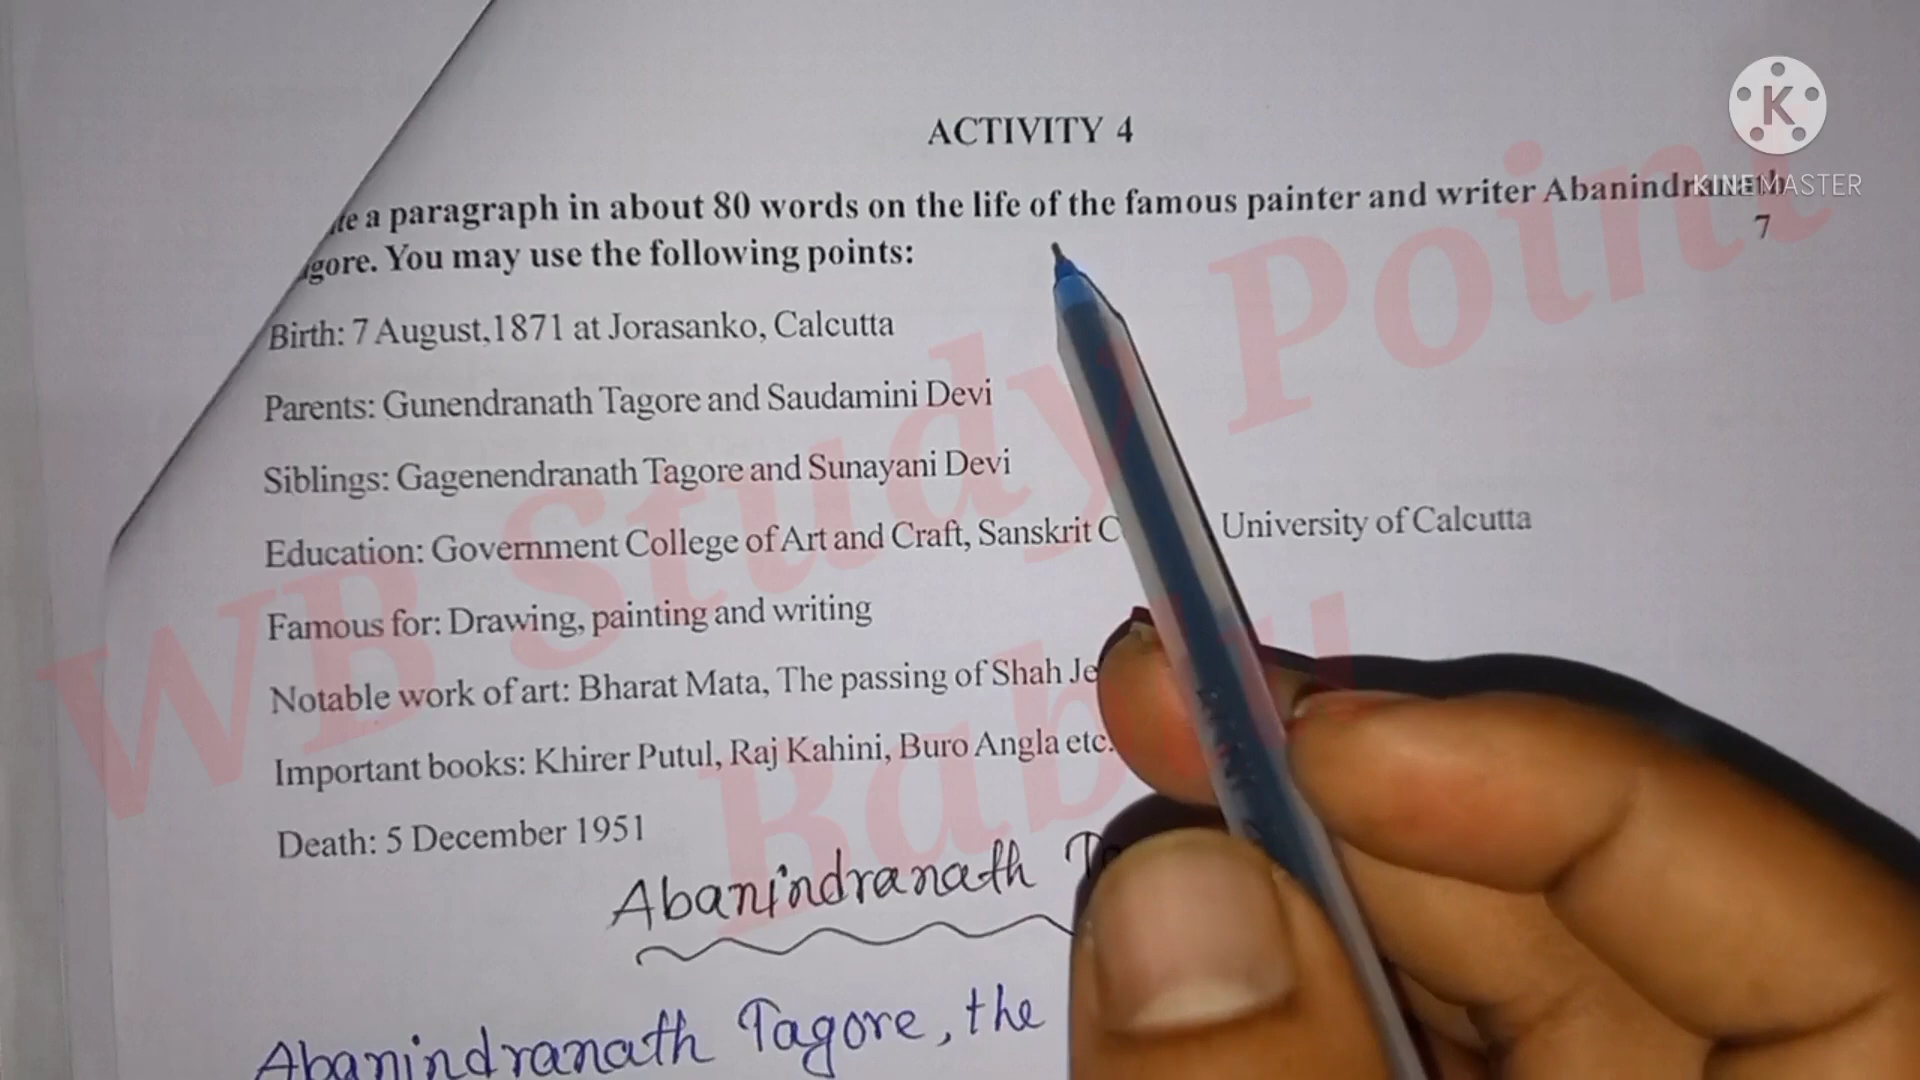 ACTIVITY 4
a paragraph in about 80 words on the life of the famous painter and writer Abanindranath
7
You may use the following points:
Birth: 7 August,1871 at Jorasanko, Calcutta
Parents: Gunendranath Tagore and Saudamini Devi
Siblings: Gagenendranath Tagore and Sunayani Devi
Education: Government College of Art and Craft, Sanskrit University of Calcutta
Famous for: Drawing, painting and writing
Notable work of art: Bharat Mata, The passing of Shah
Important books: Khirer Putul, Raj Kahini, Buro Angla etc.
Death: 5 December 1951
Abanindranath
Abanindranath Tagore, the
WB Study Point
Babu
K
KINEMASTER